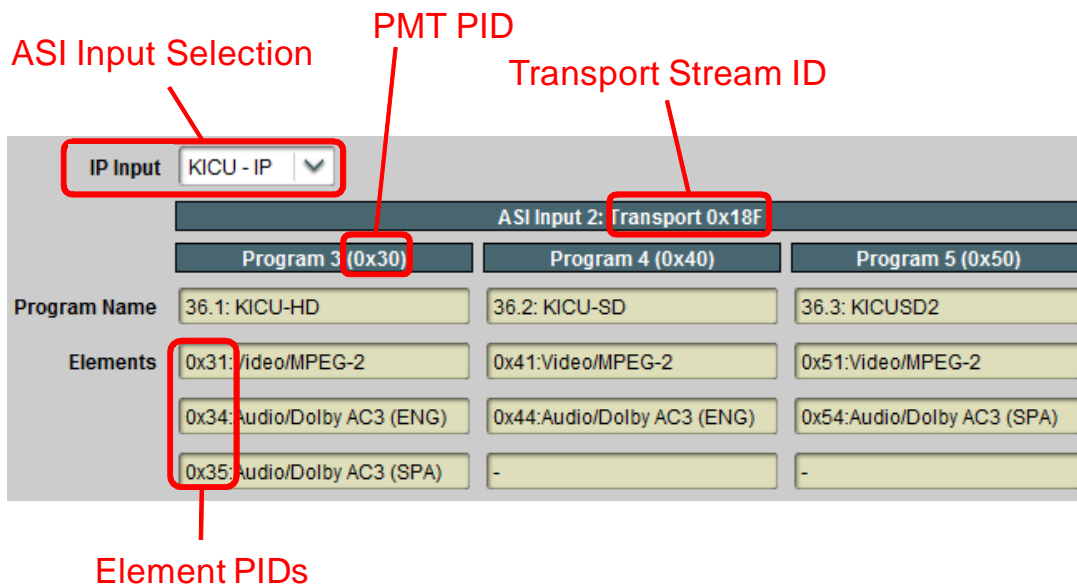 PMT PID
ASI Input Selection
Transport Stream ID
IP Input KICU - IP
ASI Input 2: Transport 0x18F
Program 3 (0x30) Program 4 (0x40) Program 5 (0x50)
Program Name 36.1: KICU-HD 36.2: KICU-SD 36.3: KICUSD2
Elements 0x31:Video/MPEG-2 0x41:Video/MPEG-2 0x51:Video/MPEG-2
0x34:Audio/Dolby AC3 (ENG) 0x44:Audio/Dolby AC3 (ENG) 0x54:Audio/Dolby AC3 (SPA)
0x35:Audio/Dolby AC3 (SPA) - -
Element PIDs